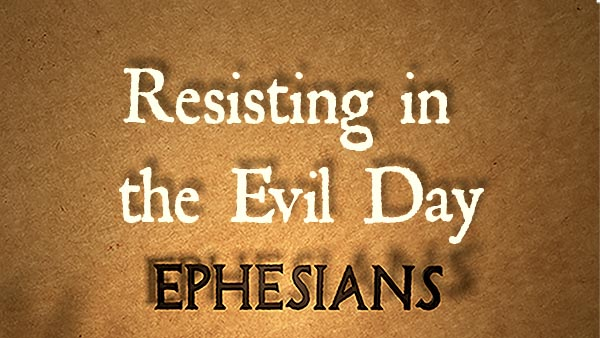 Resisting in
the Evil Day
EPHESIANS